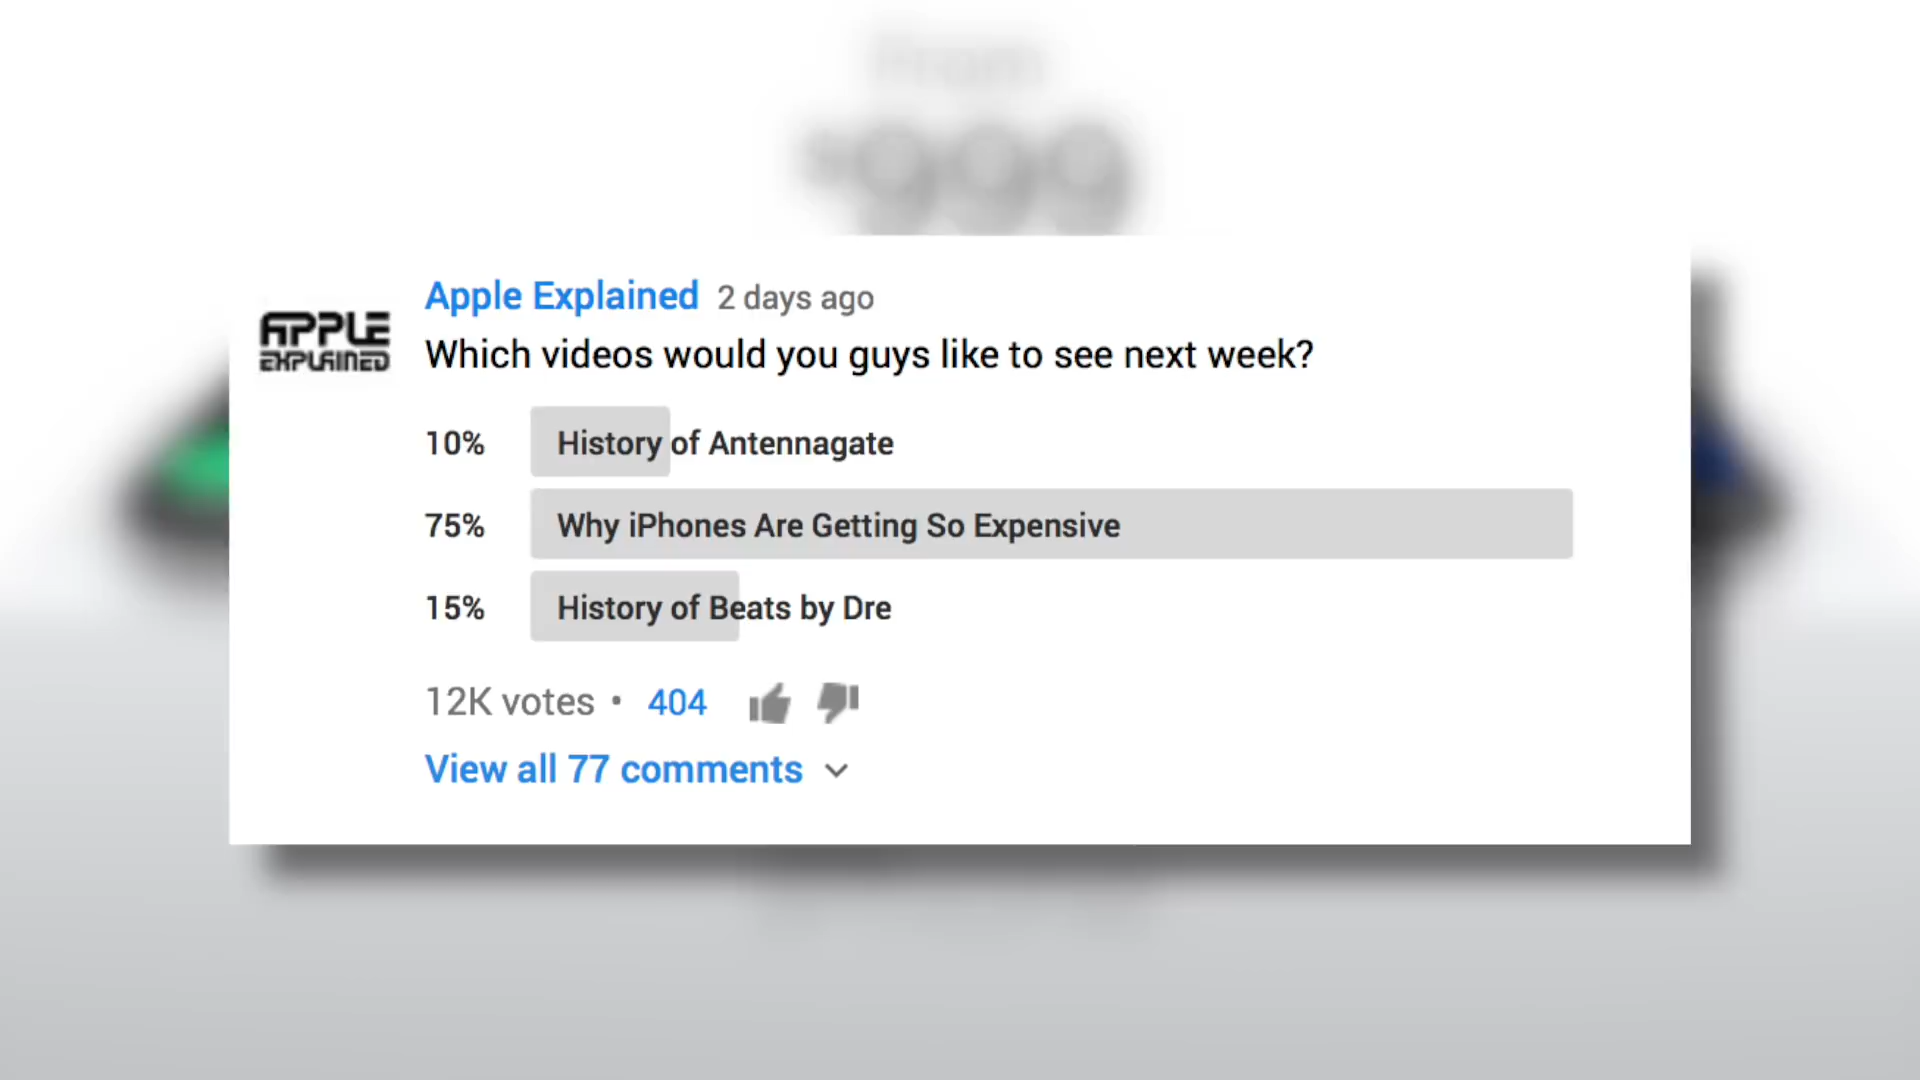 From
$999
APPLE
EXPLAINED
Apple Explained 2 days ago
Which videos would you guys like to see next week?
10% History of Antennagate
75% Why iPhones Are Getting So Expensive
15% History of Beats by Dre
12K votes • 404
View all 77 comments